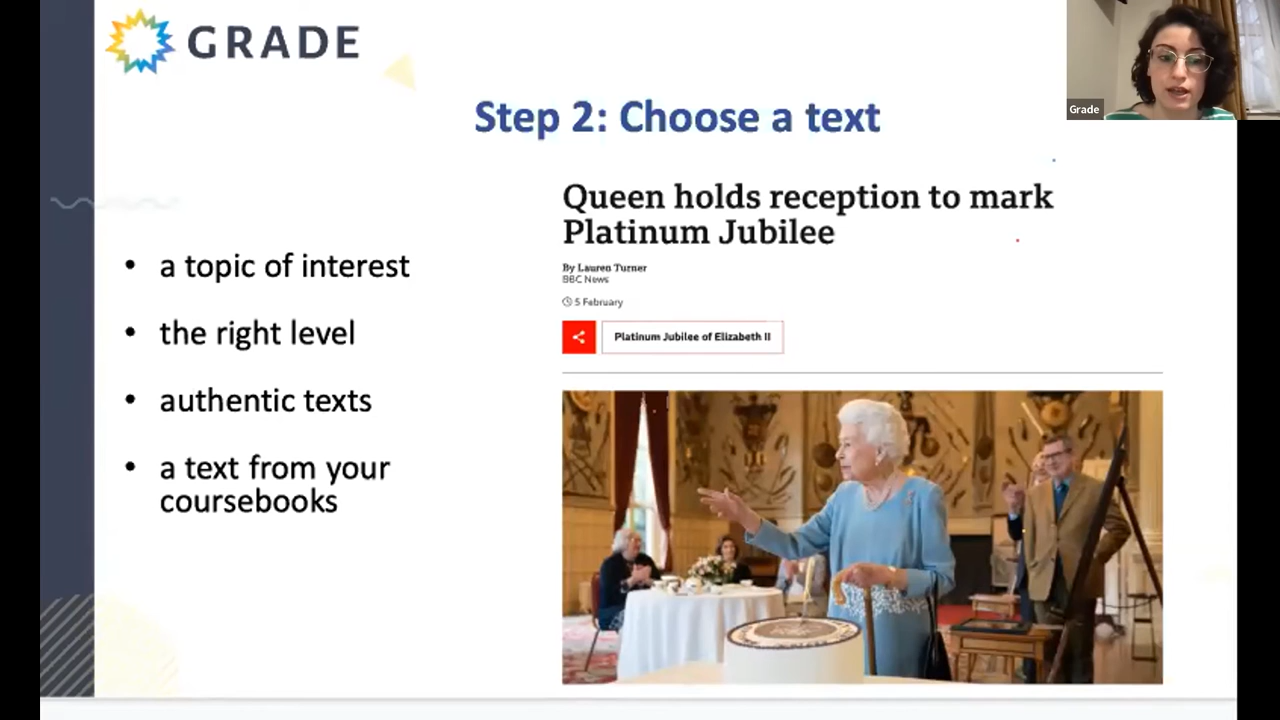 GRADE
Grade
Step 2: Choose a text
• a topic of interest
• the right level
• authentic texts
• a text from your
coursebooks
Queen holds reception to mark
Platinum Jubilee
By Lauren Turner
BBC News
5 February
Platinum Jubilee of Elizabeth II